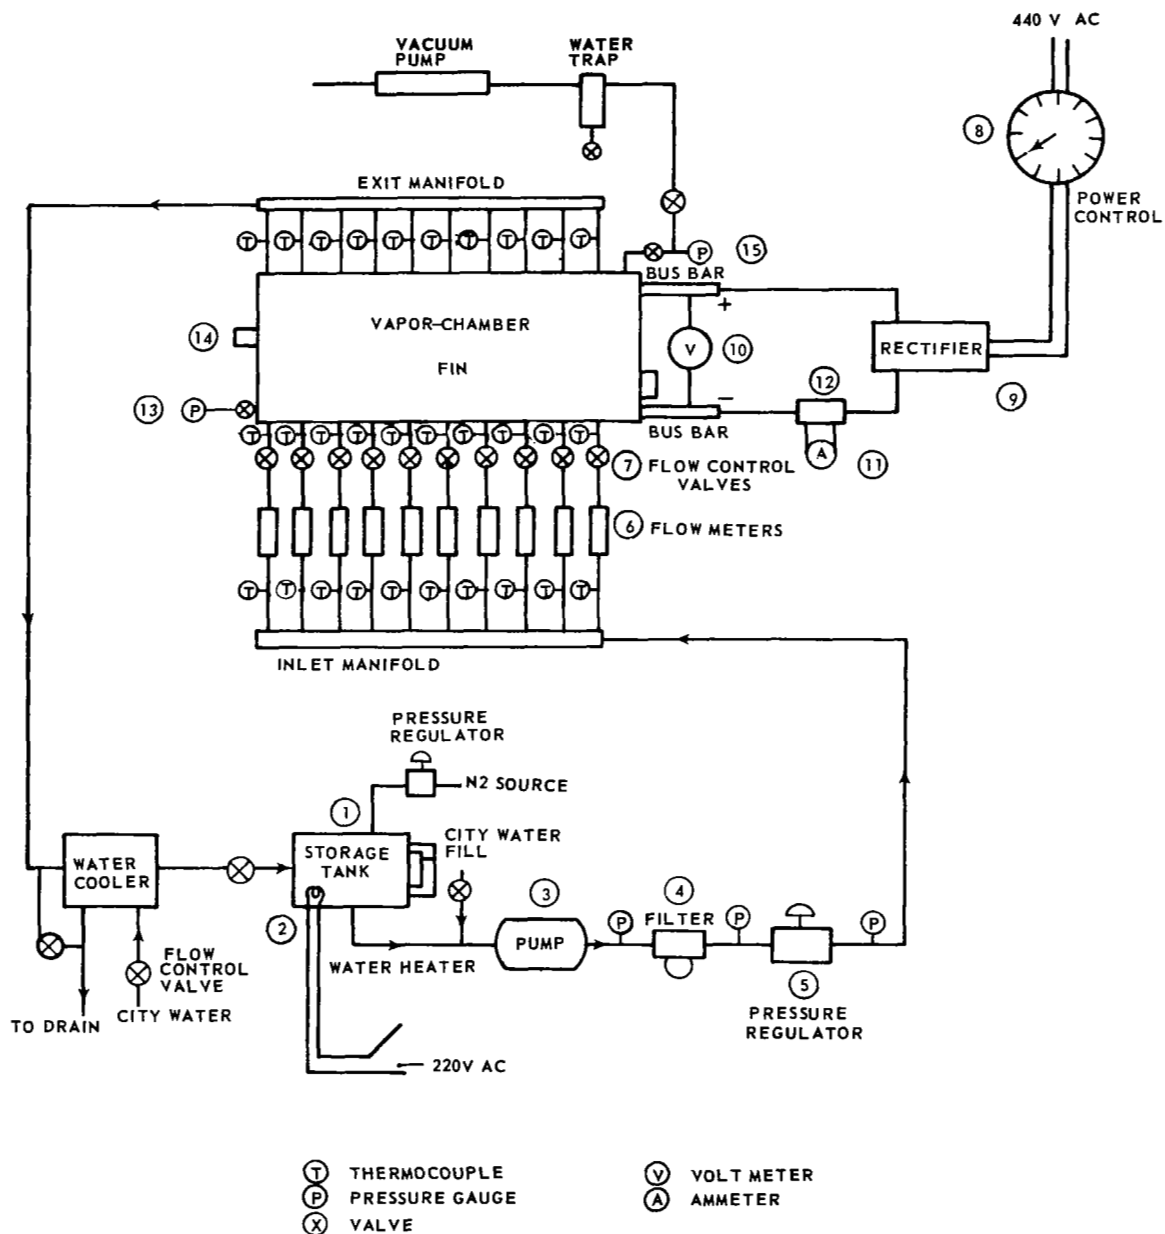 440 V AC
VACUUM
PUMP
WATER
TRAP
8
EXIT MANIFOLD
POWER
CONTROL
T T T T T T T T T
P
15
BUS BAR
+
VAPOR-CHAMBER
FIN
14
V
10
RECTIFIER
9
12
13
P
–
BUS BAR
A
11
T T T T T T T T T
7
FLOW CONTROL
VALVES
6
FLOW METERS
T T T T T T T T T
INLET MANIFOLD
PRESSURE
REGULATOR
N2 SOURCE
1
CITY WATER
FILL
WATER
COOLER
STORAGE
TANK
2
3
PUMP
WATER HEATER
P
4
FILTER
P
5
P
PRESSURE
REGULATOR
FLOW
CONTROL
VALVE
TO DRAIN
CITY WATER
220V AC
T THERMOCOUPLE
P PRESSURE GAUGE
X VALVE
V VOLT METER
A AMMETER